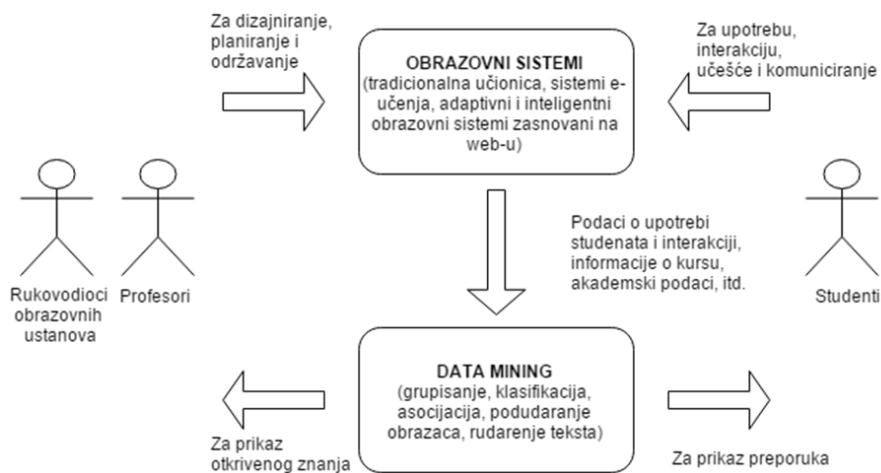 Za dizajniranje,
planiranje i
održavanje
OBRAZOVNI SISTEMI
(tradicionalna učionica, sistemi e-
učenja, adaptivni i inteligentni
obrazovni sistemi zasnovani na
web-u)
Za upotrebu,
interakciju,
učešće i komuniciranje
Rukovodioci
obrazovnih
ustanova
Profesori
Podaci o upotrebi
studenata i interakciji,
informacije o kursu,
akademski podaci, itd.
Studenti
DATA MINING
(grupisanje, klasifikacija,
asocijacija, podudaranje
obrazaca, rudarenje teksta)
Za prikaz
otkrivenog znanja
Za prikaz preporuka